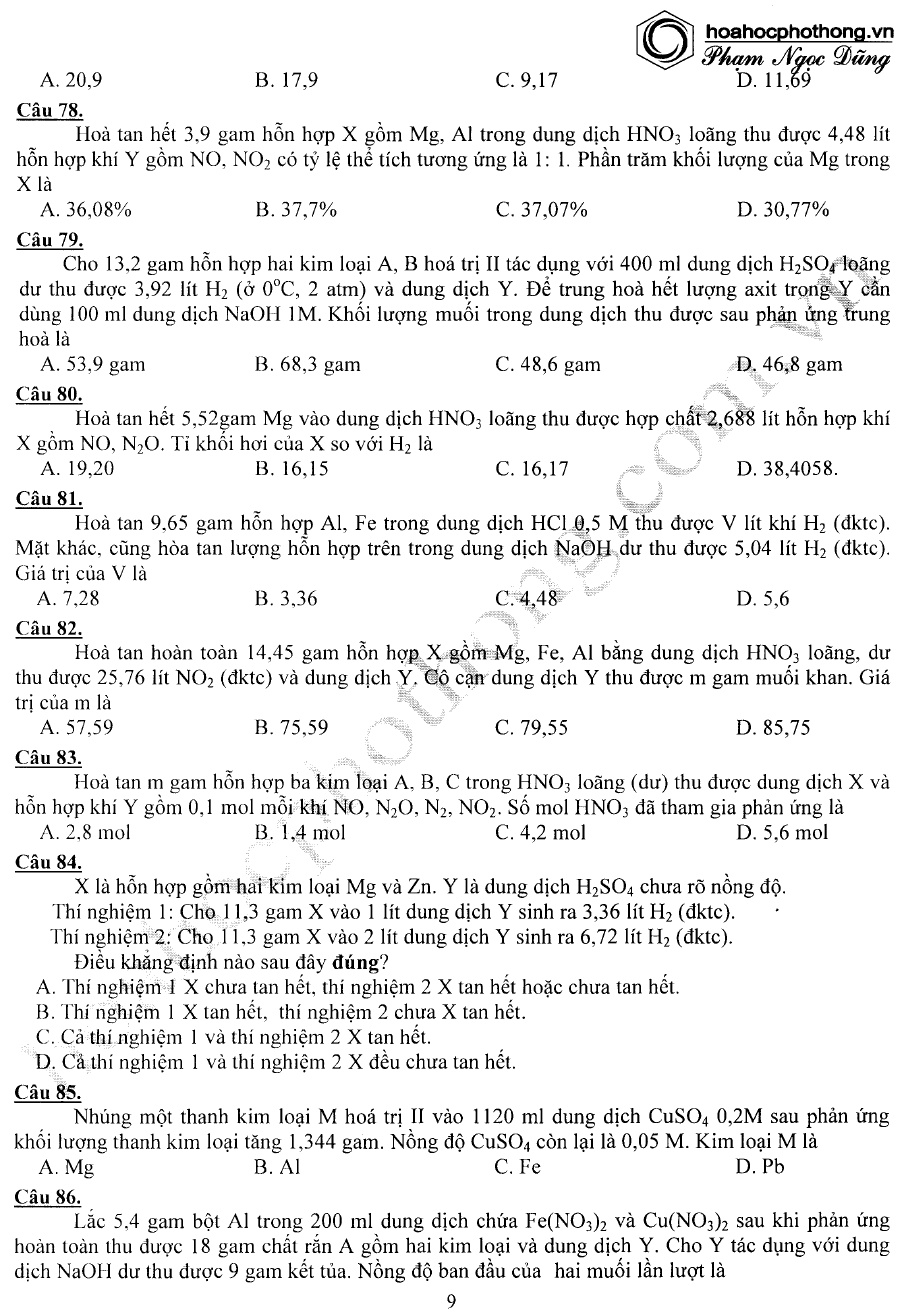 hoahocphothong.vn
Phạm Ngọc Dũng
A. 20,9 B. 17,9 C. 9,17 D. 11,69
Câu 78.
Hoà tan hết 3,9 gam hỗn hợp X gồm Mg, Al trong dung dịch HNO₃ loãng thu được 4,48 lít
hỗn hợp khí Y gồm NO, NO₂ có tỷ lệ thể tích tương ứng là 1: 1. Phần trăm khối lượng của Mg trong
X là
A. 36,08% B. 37,7% C. 37,07% D. 30,77%
Câu 79.
Cho 13,2 gam hỗn hợp hai kim loại A, B hoá trị II tác dụng với 400 ml dung dịch H₂SO₄ loãng
dư thu được 3,92 lít H₂ (ở 0⁰C, 2 atm) và dung dịch Y. Để trung hoà hết lượng axit trong Y cần
dùng 100 ml dung dịch NaOH 1M. Khối lượng muối trong dung dịch thu được sau phản ứng trung
hoà là
A. 53,9 gam B. 68,3 gam C. 48,6 gam D. 46,8 gam
Câu 80.
Hoà tan hết 5,52gam Mg vào dung dịch HNO₃ loãng thu được hợp chất 2,688 lít hỗn hợp khí
X gồm NO, N₂O. Tỉ khối hơi của X so với H₂ là
A. 19,20 B. 16,15 C. 16,17 D. 38,4058.
Câu 81.
Hoà tan 9,65 gam hỗn hợp Al, Fe trong dung dịch HCl 0,5 M thu được V lít khí H₂ (đktc).
Mặt khác, cũng hòa tan lượng hỗn hợp trên trong dung dịch NaOH dư thu được 5,04 lít H₂ (đktc).
Giá trị của V là
A. 7,28 B. 3,36 C. 4,48 D. 5,6
Câu 82.
Hoà tan hoàn toàn 14,45 gam hỗn hợp X gồm Mg, Fe, Al bằng dung dịch HNO₃ loãng, dư
thu được 25,76 lít NO₂ (đktc) và dung dịch Y. Cô cạn dung dịch Y thu được m gam muối khan. Giá
trị của m là
A. 57,59 B. 75,59 C. 79,55 D. 85,75
Câu 83.
Hoà tan m gam hỗn hợp ba kim loại A, B, C trong HNO₃ loãng (dư) thu được dung dịch X và
hỗn hợp khí Y gồm 0,1 mol mỗi khí NO, N₂O, N₂, NO₂. Số mol HNO₃ đã tham gia phản ứng là
A. 2,8 mol B. 1,4 mol C. 4,2 mol D. 5,6 mol
Câu 84.
X là hỗn hợp gồm hai kim loại Mg và Zn. Y là dung dịch H₂SO₄ chưa rõ nồng độ.
Thí nghiệm 1: Cho 11,3 gam X vào 1 lít dung dịch Y sinh ra 3,36 lít H₂ (đktc).
Thí nghiệm 2: Cho 11,3 gam X vào 2 lít dung dịch Y sinh ra 6,72 lít H₂ (đktc).
Điều khẳng định nào sau đây đúng?
A. Thí nghiệm 1 X chưa tan hết, thí nghiệm 2 X tan hết hoặc chưa tan hết.
B. Thí nghiệm 1 X tan hết, thí nghiệm 2 chưa X tan hết.
C. Cả thí nghiệm 1 và thí nghiệm 2 X tan hết.
D. Cả thí nghiệm 1 và thí nghiệm 2 X đều chưa tan hết.
Câu 85.
Nhúng một thanh kim loại M hoá trị II vào 1120 ml dung dịch CuSO₄ 0,2M sau phản ứng
khối lượng thanh kim loại tăng 1,344 gam. Nồng độ CuSO₄ còn lại là 0,05 M. Kim loại M là
A. Mg B. Al C. Fe D. Pb
Câu 86.
Lắc 5,4 gam bột Al trong 200 ml dung dịch chứa Fe(NO₃)₂ và Cu(NO₃)₂ sau khi phản ứng
hoàn toàn thu được 18 gam chất rắn A gồm hai kim loại và dung dịch Y. Cho Y tác dụng với dung
dịch NaOH dư thu được 9 gam kết tủa. Nồng độ ban đầu của hai muối lần lượt là
9